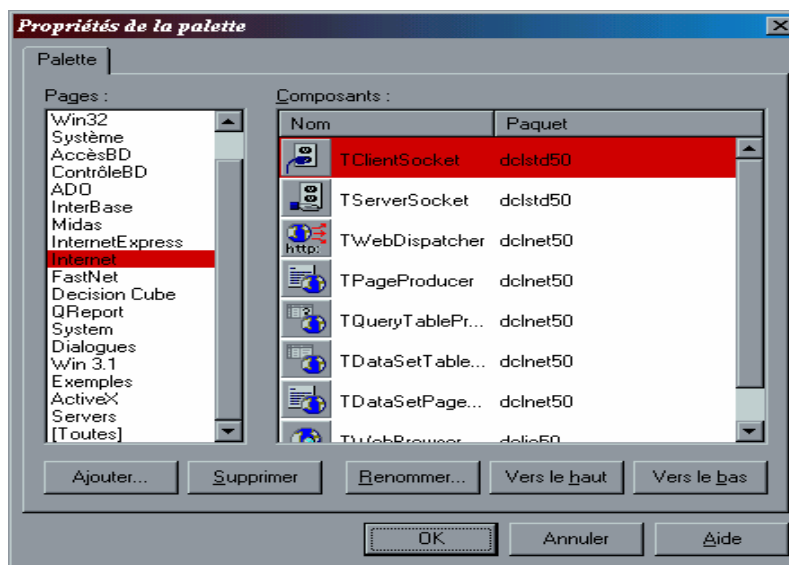 Propriétés de la palette
Palette
Pages :
Win32
Système
AccèsBD
ContrôleBD
ADO
InterBase
Midas
InternetExpress
Internet
FastNet
Decision Cube
QReport
System
Dialogues
Win 3.1
Exemples
ActiveX
Servers
[Toutes]
Composants :
Nom Paquet
TClientSocket dclstd50
TServerSocket dclstd50
http: TWebDispatcher dclnet50
TPageProducer dclnet50
TQueryTablePr... dclnet50
TDataSetTable... dclnet50
TDataSetPage... dclnet50
TWebBrowser dclie50
Ajouter... Supprimer Renommer... Vers le haut Vers le bas
OK Annuler Aide